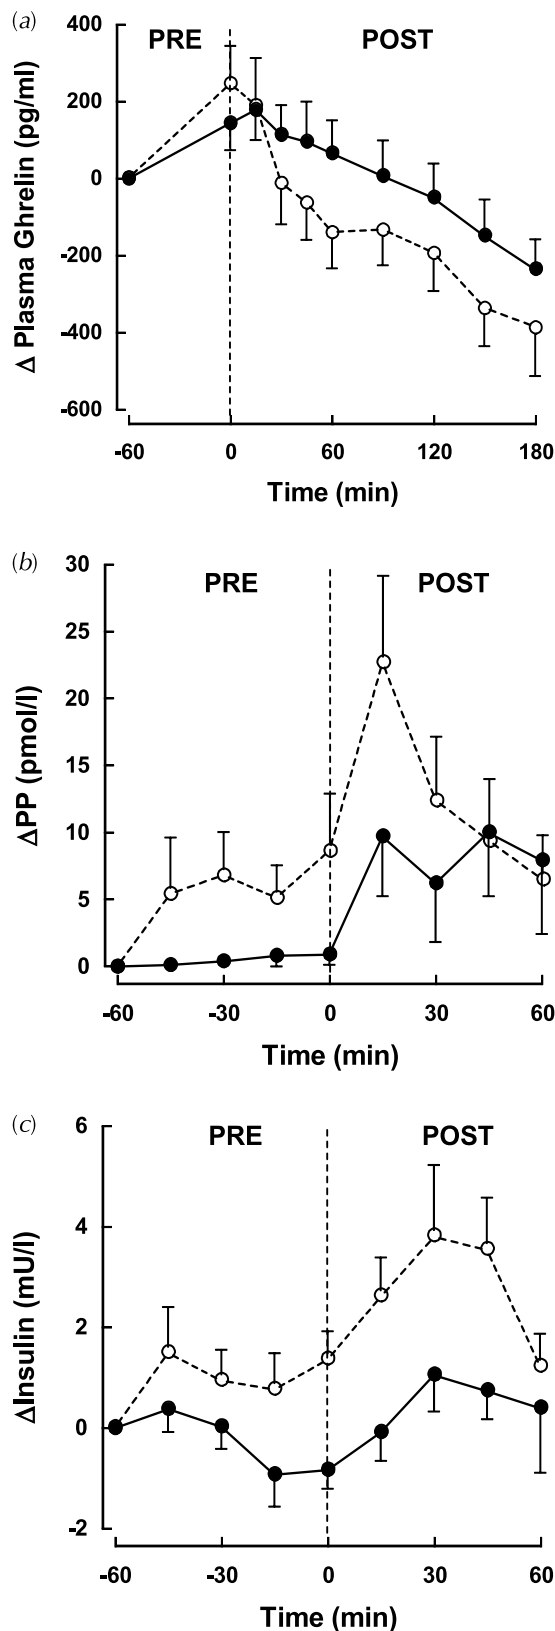 (a)
PRE POST
400
200
0
-200
-400
-600
Δ Plasma Ghrelin (pg/ml)
-60 0 60 120 180
Time (min)
(b)
PRE POST
30
25
20
15
10
5
0
ΔPP (pmol/l)
-60 -30 0 30 60
Time (min)
(c)
PRE POST
6
4
2
0
-2
ΔInsulin (mU/l)
-60 -30 0 30 60
Time (min)